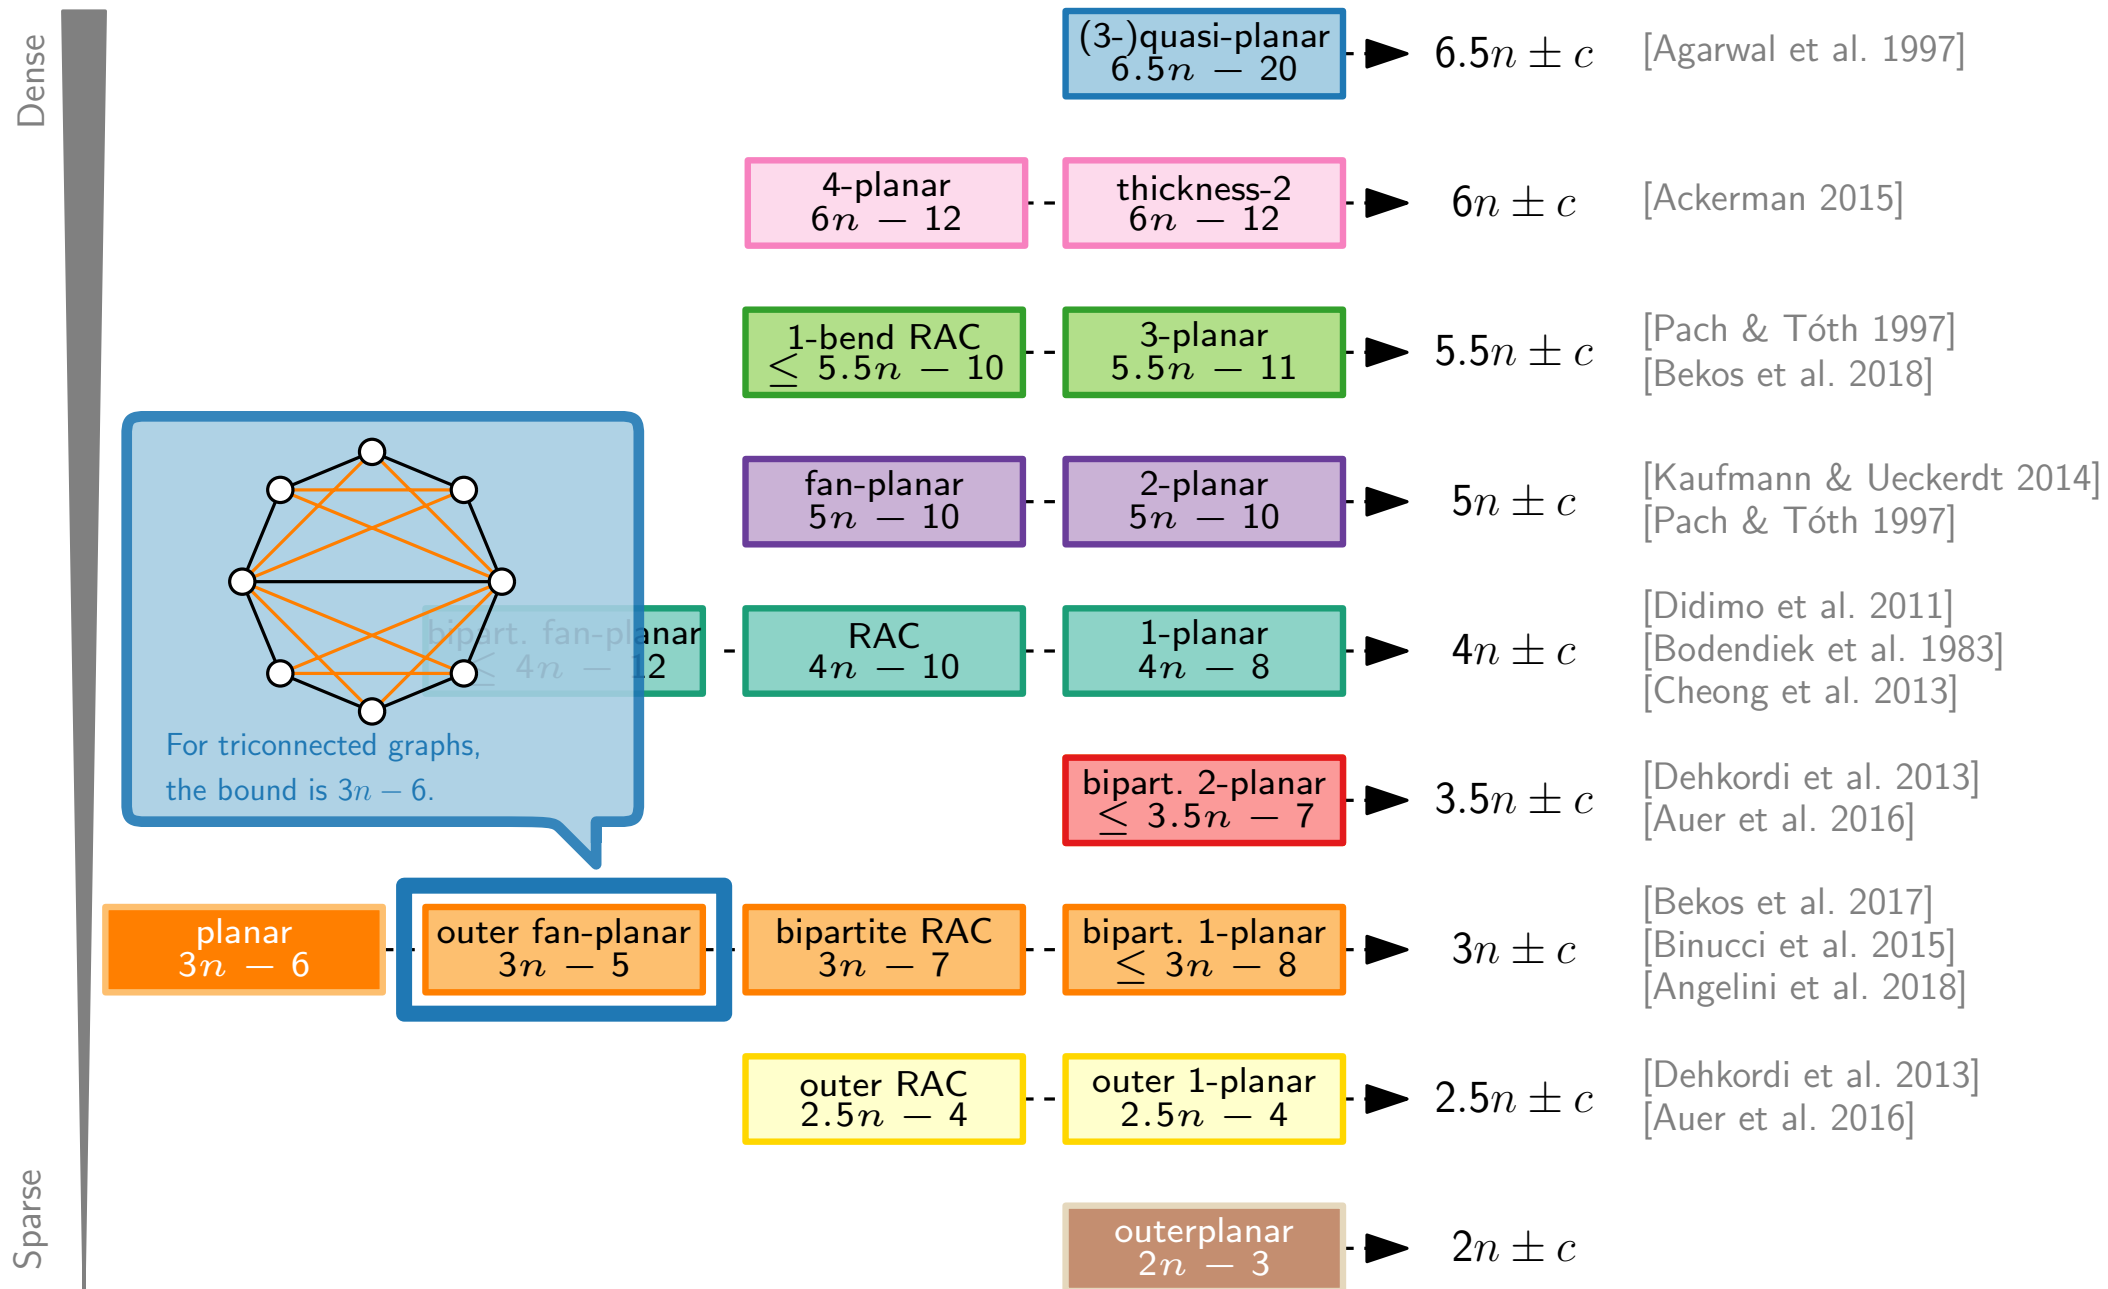 Dense
(3-)quasi-planar
6.5n − 20
6.5n ± c
[Agarwal et al. 1997]
4-planar
6n − 12
thickness-2
6n − 12
6n ± c
[Ackerman 2015]
1-bend RAC
≤ 5.5n − 10
3-planar
5.5n − 11
5.5n ± c
[Pach & Tóth 1997]
[Bekos et al. 2018]
fan-planar
5n − 10
2-planar
5n − 10
5n ± c
[Kaufmann & Ueckerdt 2014]
[Pach & Tóth 1997]
bipart. fan-planar
≤ 4n − 12
RAC
4n − 10
1-planar
4n − 8
4n ± c
[Didimo et al. 2011]
[Bodendiek et al. 1983]
[Cheong et al. 2013]
For triconnected graphs,
the bound is 3n − 6.
bipart. 2-planar
≤ 3.5n − 7
3.5n ± c
[Dehkordi et al. 2013]
[Auer et al. 2016]
planar
3n − 6
outer fan-planar
3n − 5
bipartite RAC
3n − 7
bipart. 1-planar
≤ 3n − 8
3n ± c
[Bekos et al. 2017]
[Binucci et al. 2015]
[Angelini et al. 2018]
outer RAC
2.5n − 4
outer 1-planar
2.5n − 4
2.5n ± c
[Dehkordi et al. 2013]
[Auer et al. 2016]
Sparse
outerplanar
2n − 3
2n ± c